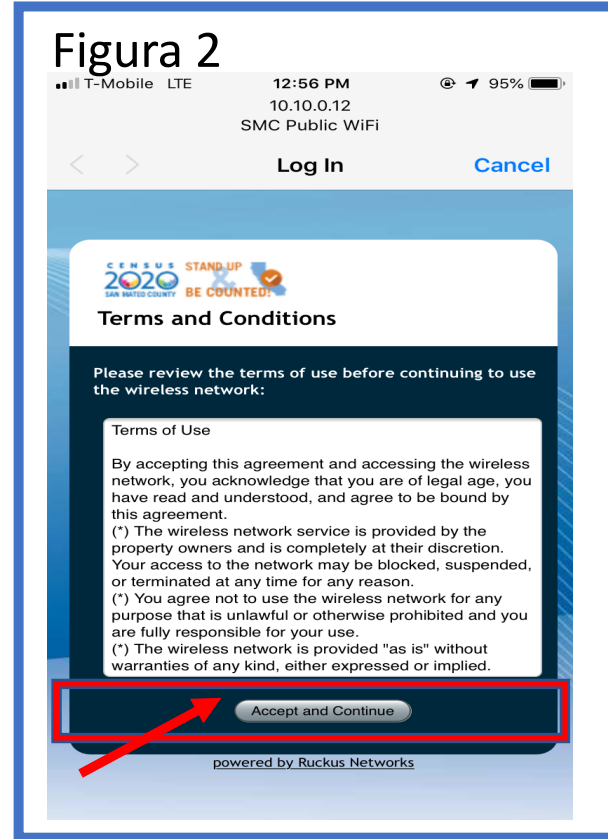 Figura 2
T-Mobile LTE 12:56 PM 95%
10.10.0.12
SMC Public WiFi
< > Log In Cancel
CENSUS
2020
SAN MATEO COUNTY
STAND UP
&
BE COUNTED!
Terms and Conditions
Please review the terms of use before continuing to use
the wireless network:
Terms of Use
By accepting this agreement and accessing the wireless
network, you acknowledge that you are of legal age, you
have read and understood, and agree to be bound by
this agreement.
(*) The wireless network service is provided by the
property owners and is completely at their discretion.
Your access to the network may be blocked, suspended,
or terminated at any time for any reason.
(*) You agree not to use the wireless network for any
purpose that is unlawful or otherwise prohibited and you
are fully responsible for your use.
(*) The wireless network is provided "as is" without
warranties of any kind, either expressed or implied.
Accept and Continue
powered by Ruckus Networks